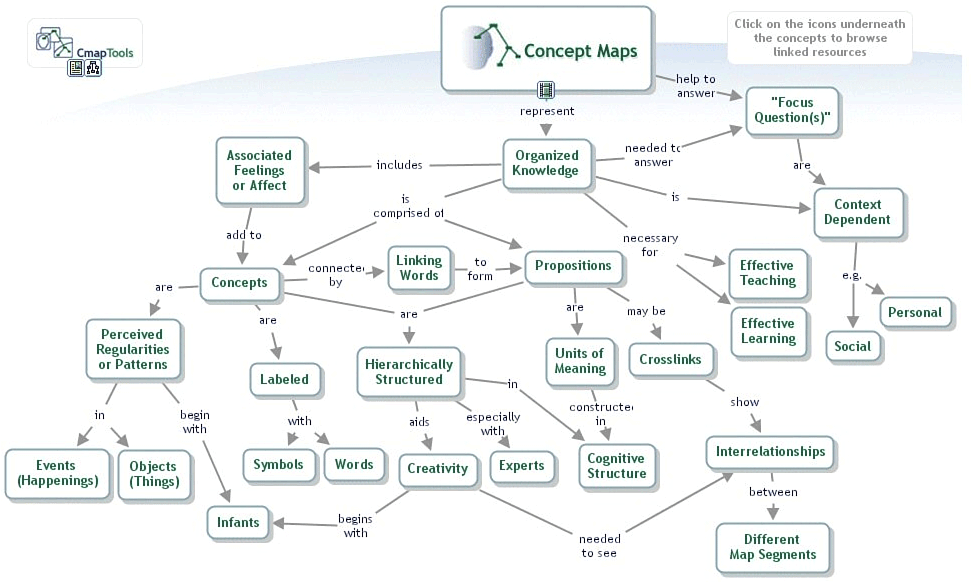 CmapTools
Concept Maps
Click on the icons underneath
the concepts to browse
linked resources
help to
answer
"Focus
Question(s)"
represent
Associated
Feelings
or Affect
includes
Organized
Knowledge
needed to
answer
are
is
comprised of
is
Context
Dependent
add to
necessary
for
Concepts
connected
by
Linking
Words
to
form
Propositions
Effective
Teaching
e.g.
are
Perceived
Regularities
or Patterns
are
are
are
may be
Effective
Learning
Personal
Social
Labeled
Hierarchically
Structured
in
Units of
Meaning
Crosslinks
in
begin
with
with
aids
especially
with
constructed
in
show
Events
(Happenings)
Objects
(Things)
Symbols
Words
Creativity
Experts
Cognitive
Structure
Interrelationships
Infants
begins
with
needed
to see
between
Different
Map Segments